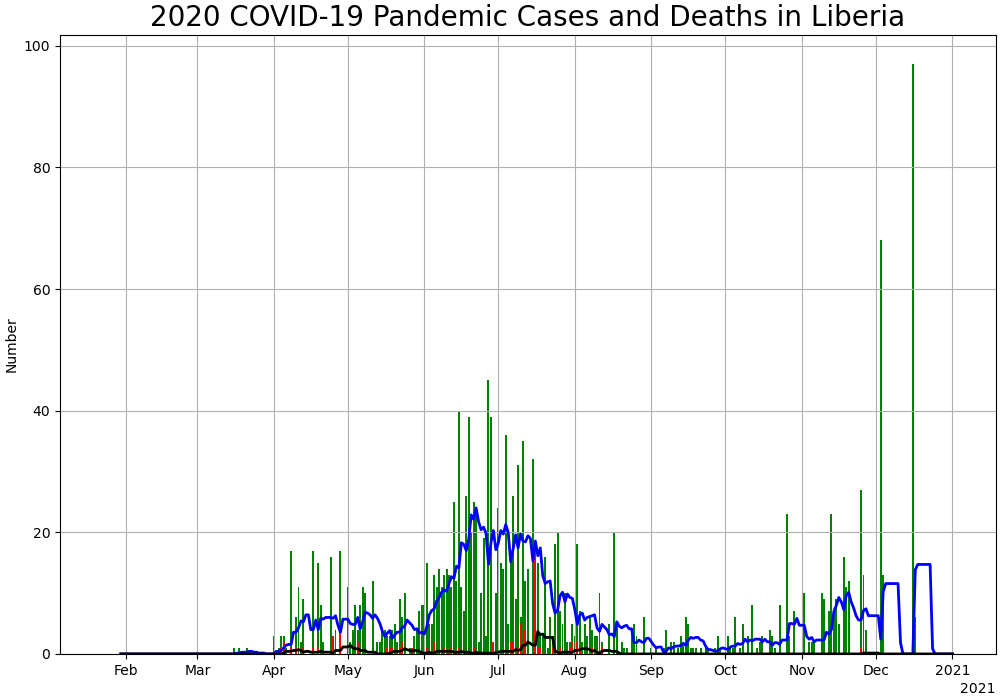 2020 COVID-19 Pandemic Cases and Deaths in Liberia
100
80
60
40
20
0
Number
Feb Mar Apr May Jun Jul Aug Sep Oct Nov Dec 2021
2021